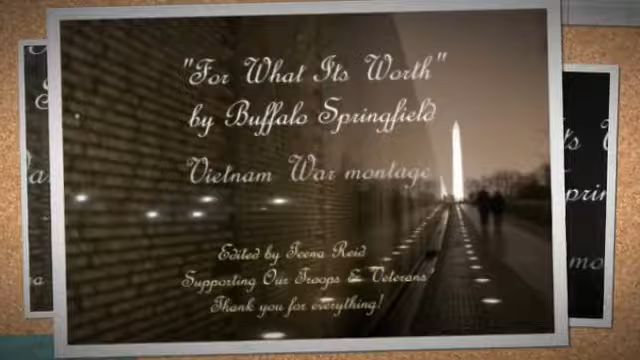 "For What Its Worth"
by Buffalo Springfield
Vietnam War montage
Edited by Teena Reid
Supporting Our Troops & Veterans
Thank you for everything!